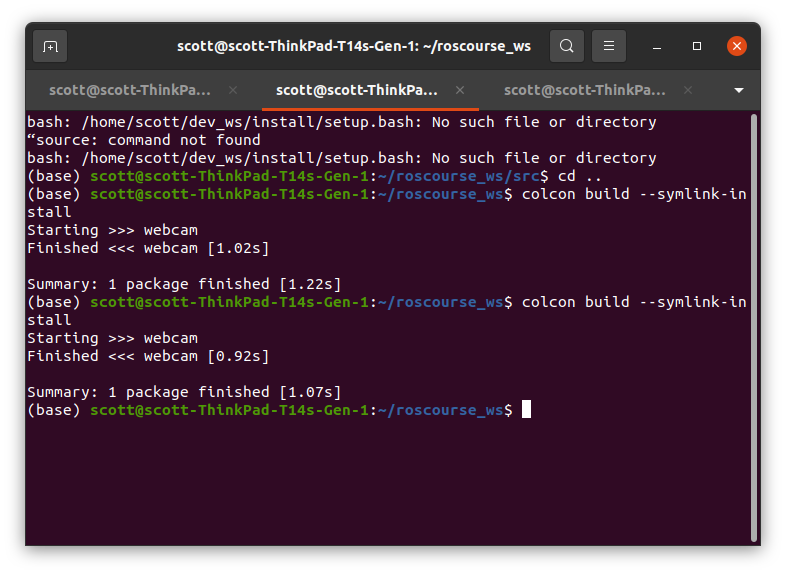 scott@scott-ThinkPad-T14s-Gen-1: ~/roscourse_ws
scott@scott-ThinkPa...
scott@scott-ThinkPa...
scott@scott-ThinkPa...
bash: /home/scott/dev_ws/install/setup.bash: No such file or directory
“source: command not found
bash: /home/scott/dev_ws/install/setup.bash: No such file or directory
(base) scott@scott-ThinkPad-T14s-Gen-1:~/roscourse_ws/src$ cd ..
(base) scott@scott-ThinkPad-T14s-Gen-1:~/roscourse_ws$ colcon build --symlink-in
stall
Starting >>> webcam
Finished <<< webcam [1.02s]

Summary: 1 package finished [1.22s]
(base) scott@scott-ThinkPad-T14s-Gen-1:~/roscourse_ws$ colcon build --symlink-in
stall
Starting >>> webcam
Finished <<< webcam [0.92s]

Summary: 1 package finished [1.07s]
(base) scott@scott-ThinkPad-T14s-Gen-1:~/roscourse_ws$